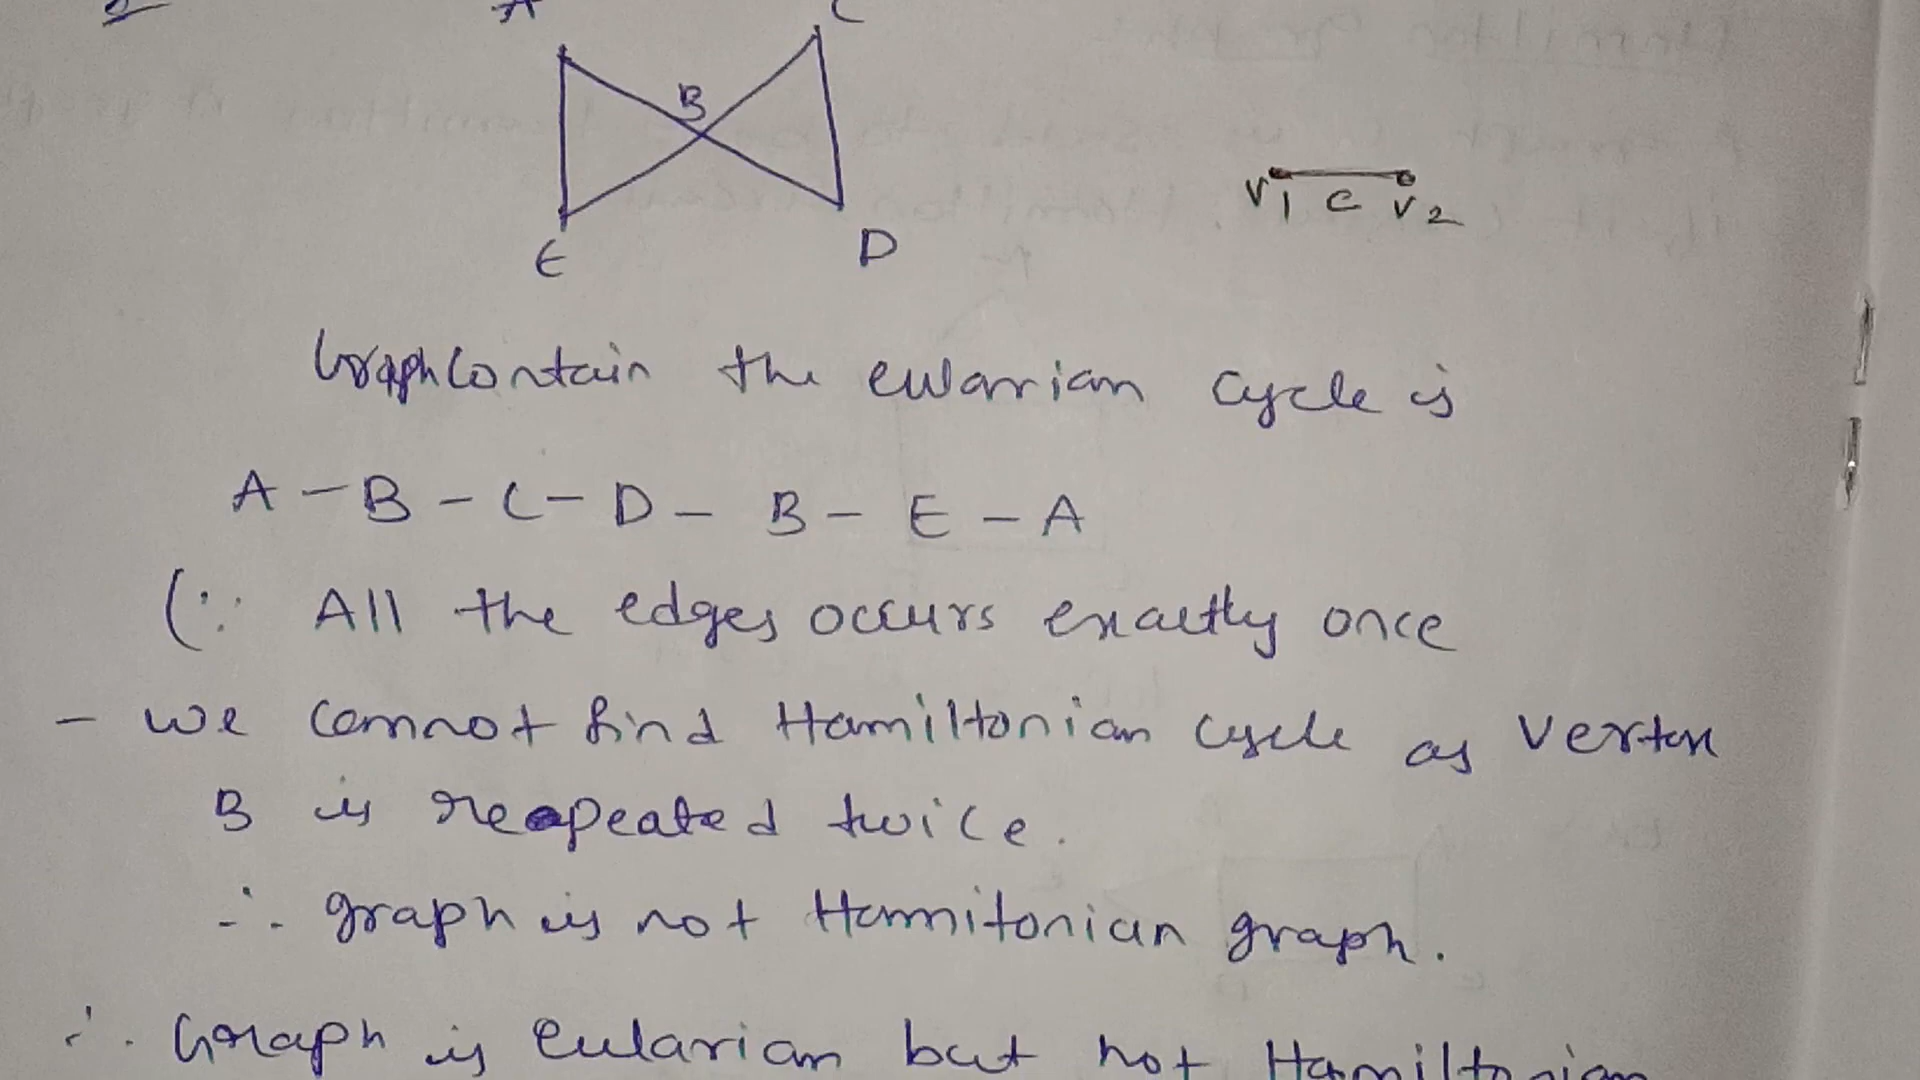 A C
B
V1 e V2
E D
Graph Contain the eularian cycle is
A - B - C - D - B - E - A
(∵ All the edges occurs exactly once
- we cannot find Hamiltonian cycle as vertex
B is repeated twice.
∴ graph is not Hamitonian graph.
∴ Graph is eularian but not Hamiltonian